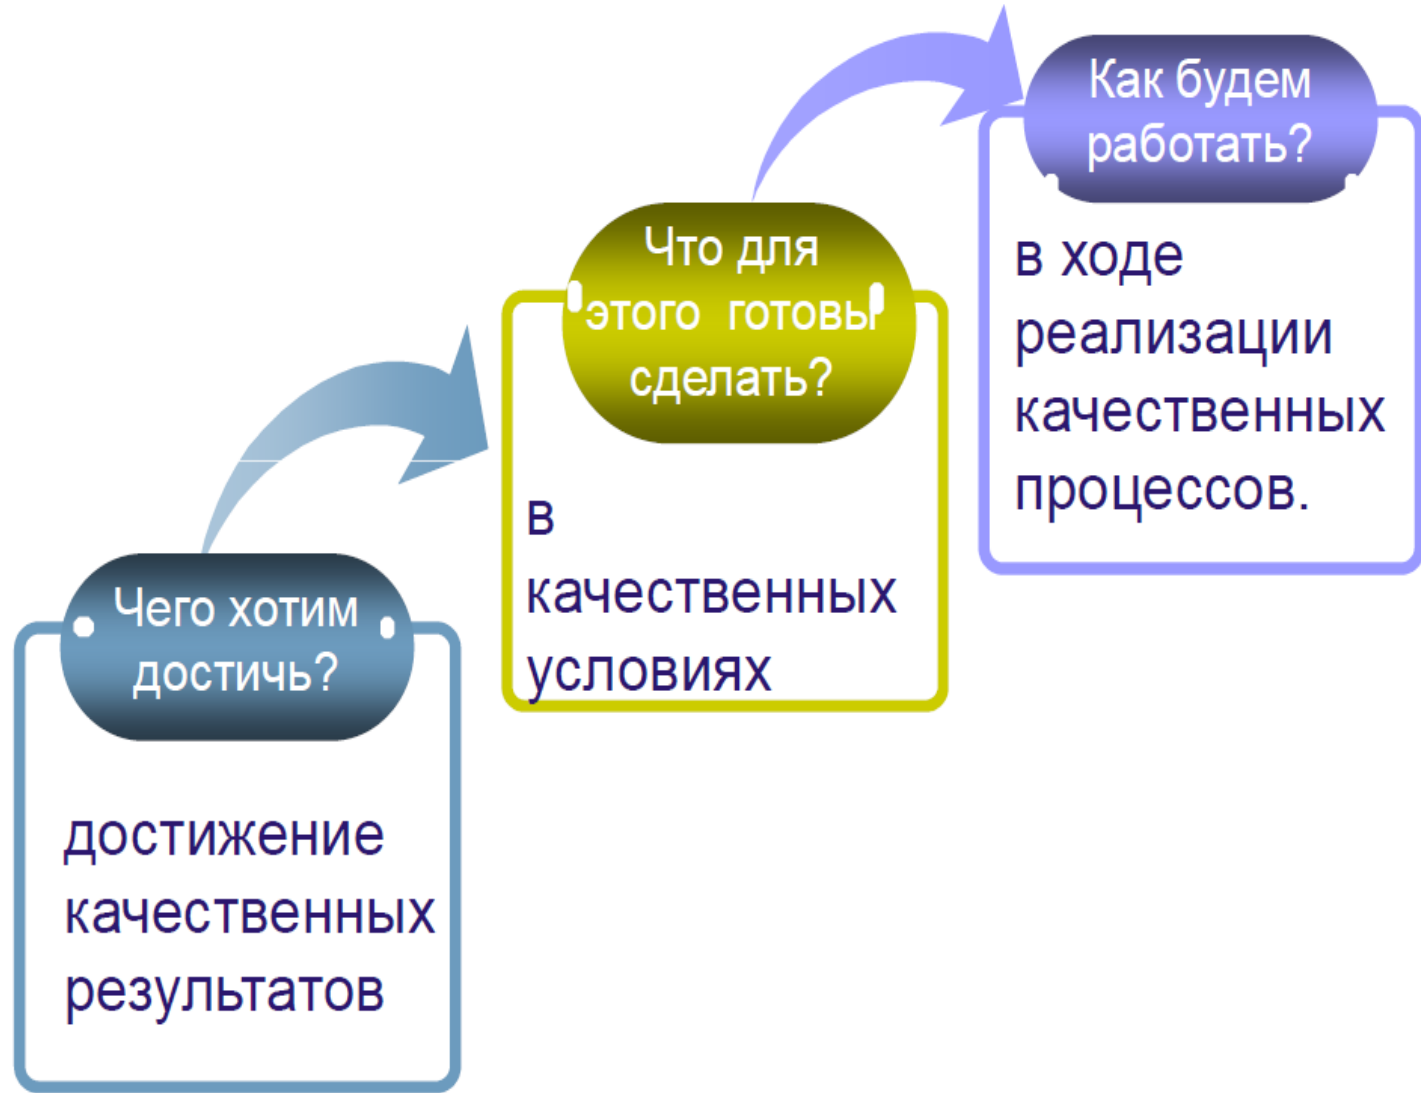 Чего хотим
достичь?
достижение
качественных
результатов
Что для
этого готовы
сделать?
в
качественных
условиях
Как будем
работать?
в ходе
реализации
качественных
процессов.